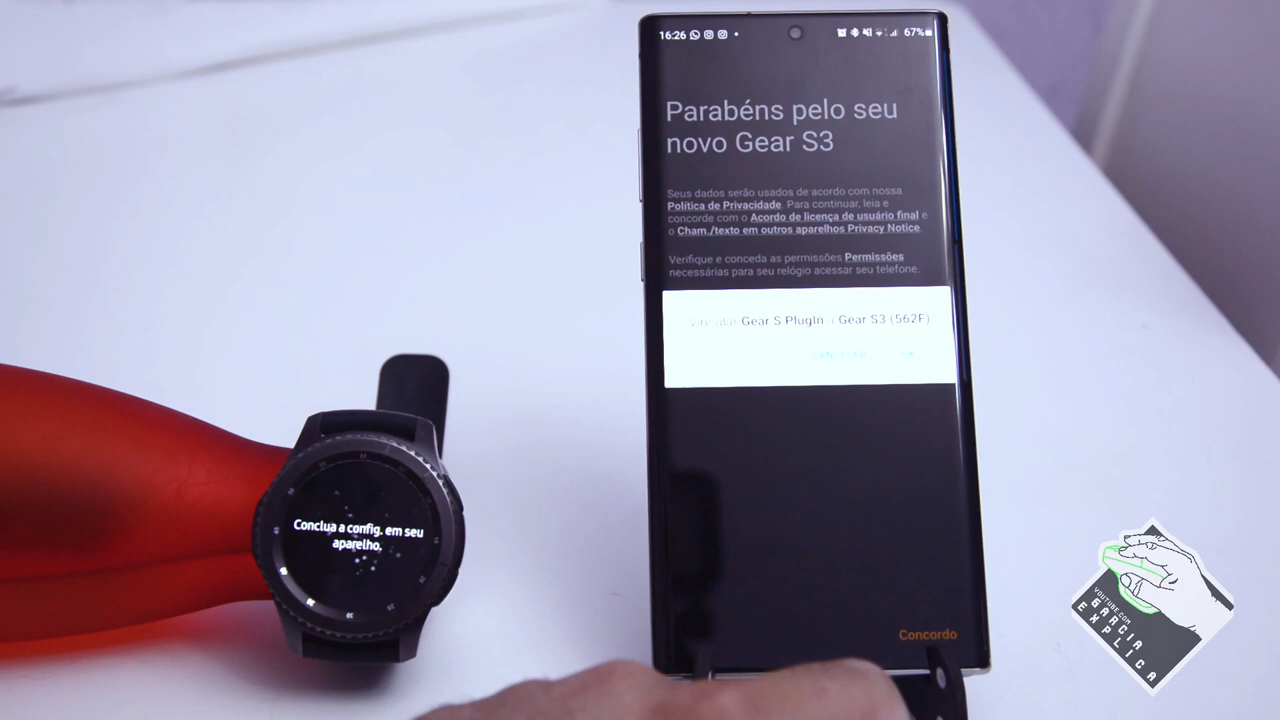 16:26
67%
Parabéns pelo seu
novo Gear S3
Seus dados serão usados de acordo com nossa
Política de Privacidade. Para continuar, leia e
concorde com o Acordo de licença de usuário final e
o Cham./texto em outros aparelhos Privacy Notice.
Verifique e conceda as permissões Permissões
necessárias para seu relógio acessar seu telefone.
Vincular Gear S PlugIn a Gear S3 (562F)
CANCELAR OK
Concordo
Conclua a config. em seu
aparelho.
YOUTUBE.COM
GARCIA
EXPLICA